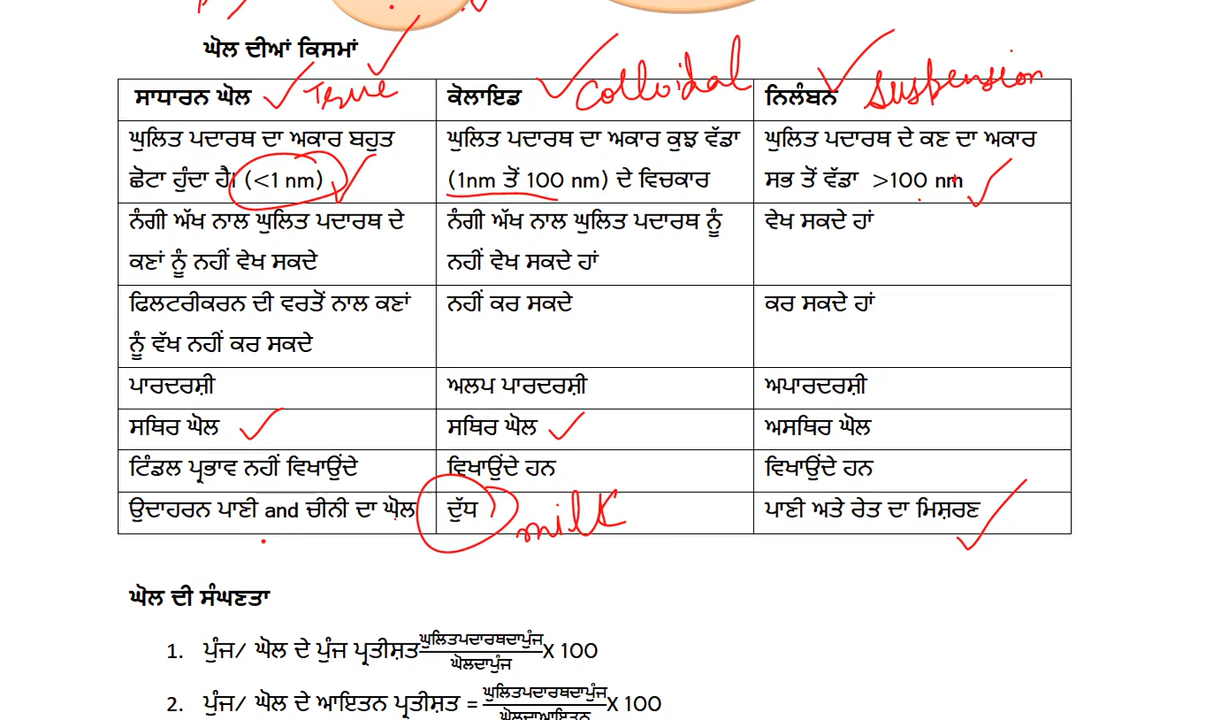 ਘੋਲ ਦੀਆਂ ਕਿਸਮਾਂ
ਸਾਧਾਰਨ ਘੋਲ True
ਕੋਲਾਇਡ Colloidal
ਨਿਲੰਬਨ Suspension
ਘੁਲਿਤ ਪਦਾਰਥ ਦਾ ਅਕਾਰ ਬਹੁਤ
ਛੋਟਾ ਹੁੰਦਾ ਹੈ। (<1 nm)
ਘੁਲਿਤ ਪਦਾਰਥ ਦਾ ਅਕਾਰ ਕੁਝ ਵੱਡਾ
(1nm ਤੋਂ 100 nm) ਦੇ ਵਿਚਕਾਰ
ਘੁਲਿਤ ਪਦਾਰਥ ਦੇ ਕਣ ਦਾ ਅਕਾਰ
ਸਭ ਤੋਂ ਵੱਡਾ >100 nm
ਨੰਗੀ ਅੱਖ ਨਾਲ ਘੁਲਿਤ ਪਦਾਰਥ ਦੇ
ਕਣਾਂ ਨੂੰ ਨਹੀਂ ਵੇਖ ਸਕਦੇ
ਨੰਗੀ ਅੱਖ ਨਾਲ ਘੁਲਿਤ ਪਦਾਰਥ ਨੂੰ
ਨਹੀਂ ਵੇਖ ਸਕਦੇ ਹਾਂ
ਵੇਖ ਸਕਦੇ ਹਾਂ
ਫਿਲਟਰੀਕਰਨ ਦੀ ਵਰਤੋਂ ਨਾਲ ਕਣਾਂ
ਨੂੰ ਵੱਖ ਨਹੀਂ ਕਰ ਸਕਦੇ
ਨਹੀਂ ਕਰ ਸਕਦੇ
ਕਰ ਸਕਦੇ ਹਾਂ
ਪਾਰਦਰਸ਼ੀ
ਅਲਪ ਪਾਰਦਰਸ਼ੀ
ਅਪਾਰਦਰਸ਼ੀ
ਸਥਿਰ ਘੋਲ
ਸਥਿਰ ਘੋਲ
ਅਸਥਿਰ ਘੋਲ
ਟਿੰਡਲ ਪ੍ਰਭਾਵ ਨਹੀਂ ਵਿਖਾਉਂਦੇ
ਵਿਖਾਉਂਦੇ ਹਨ
ਵਿਖਾਉਂਦੇ ਹਨ
ਉਦਾਹਰਨ ਪਾਣੀ and ਚੀਨੀ ਦਾ ਘੋਲ
ਦੁੱਧ milk
ਪਾਣੀ ਅਤੇ ਰੇਤ ਦਾ ਮਿਸ਼ਰਣ
ਘੋਲ ਦੀ ਸੰਘਣਤਾ
1. ਪੁੰਜ/ ਘੋਲ ਦੇ ਪੁੰਜ ਪ੍ਰਤੀਸ਼ਤ ਘੁਲਿਤਪਦਾਰਥਦਾਪੁੰਜ/ਘੋਲਦਾਪੁੰਜ X 100
2. ਪੁੰਜ/ ਘੋਲ ਦੇ ਆਇਤਨ ਪ੍ਰਤੀਸ਼ਤ = ਘੁਲਿਤਪਦਾਰਥਦਾਪੁੰਜ/ਘੋਲਦਾਆਇਤਨ X 100